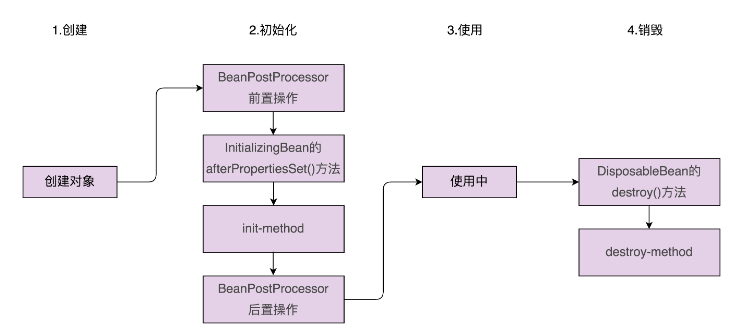 1.创建
2.初始化
3.使用
4.销毁
创建对象
BeanPostProcessor
前置操作
InitializingBean的
afterPropertiesSet()方法
init-method
BeanPostProcessor
后置操作
使用中
DisposableBean的
destroy()方法
destroy-method